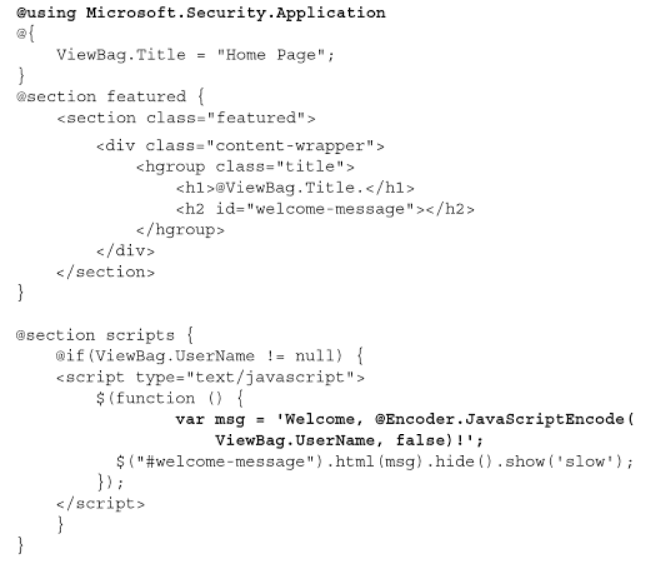 @using Microsoft.Security.Application
@{
    ViewBag.Title = "Home Page";
}
@section featured {
    <section class="featured">
        <div class="content-wrapper">
            <hgroup class="title">
                <h1>@ViewBag.Title.</h1>
                <h2 id="welcome-message"></h2>
            </hgroup>
        </div>
    </section>
}

@section scripts {
    @if(ViewBag.UserName != null) {
    <script type="text/javascript">
        $(function () {
                var msg = 'Welcome, @Encoder.JavaScriptEncode(
                    ViewBag.UserName, false)!';
          $("#welcome-message").html(msg).hide().show('slow');
        });
    </script>
    }
}